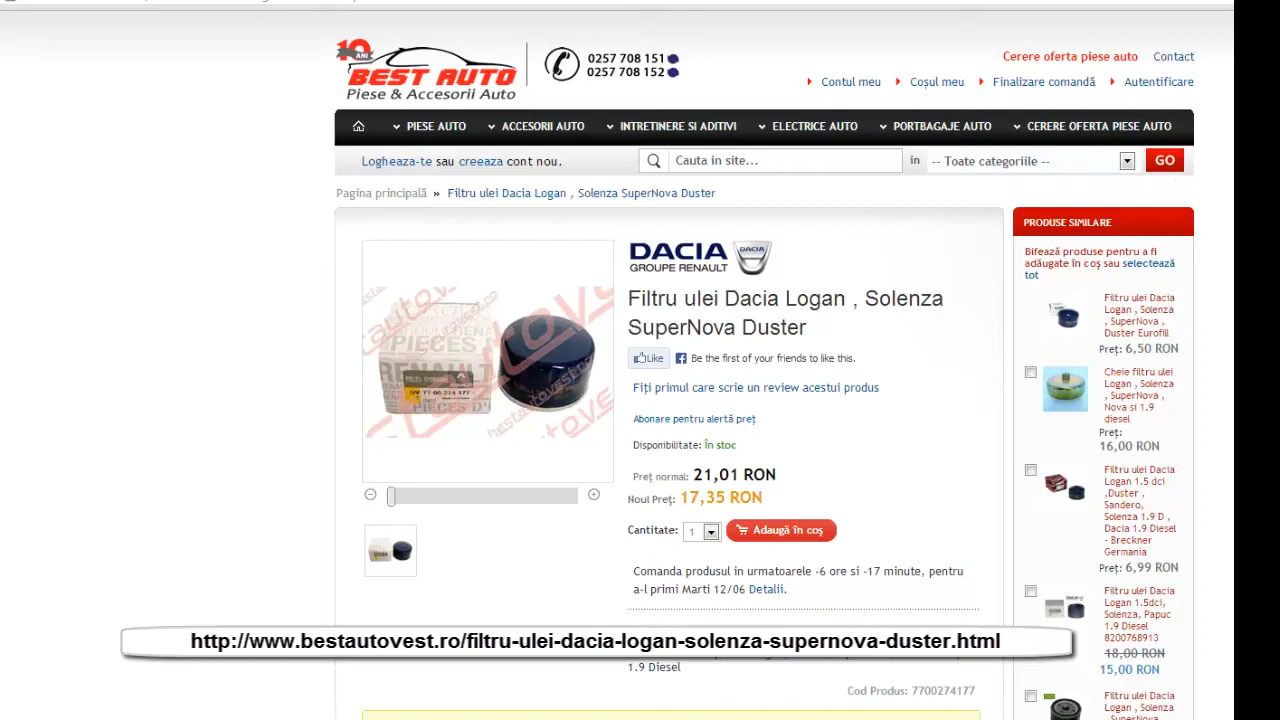 10 ANI
BEST AUTO
Piese & Accesorii Auto
0257 708 151
0257 708 152
Cerere oferta piese auto
Contact
Contul meu
Coșul meu
Finalizare comandă
Autentificare
PIESE AUTO
ACCESORII AUTO
INTRETINERE SI ADITIVI
ELECTRICE AUTO
PORTBAGAJE AUTO
CERERE OFERTA PIESE AUTO
Logheaza-te sau creeaza cont nou.
Cauta in site...
in
-- Toate categoriile --
GO
Pagina principală » Filtru ulei Dacia Logan , Solenza SuperNova Duster
DACIA
GROUPE RENAULT
DACIA
Filtru ulei Dacia Logan , Solenza
SuperNova Duster
Like
Be the first of your friends to like this.
Fiți primul care scrie un review acestui produs
Abonare pentru alertă preț
Disponibilitate: În stoc
Preț normal: 21,01 RON
Noul Preț: 17,35 RON
Cantitate: 1
Adaugă în coș
Comanda produsul in urmatoarele -6 ore si -17 minute, pentru
a-l primi Marti 12/06 Detalii.
http://www.bestautovest.ro/filtru-ulei-dacia-logan-solenza-supernova-duster.html
1.9 Diesel
Cod Produs: 7700274177
PRODUSE SIMILARE
Bifează produse pentru a fi
adăugate în coș sau selectează
tot
Filtru ulei Dacia
Logan , Solenza
, SuperNova ,
Duster Eurofill
Preț: 6,50 RON
Cheie filtru ulei
Logan , Solenza
, SuperNova ,
Nova si 1.9
diesel
Preț:
16,00 RON
Filtru ulei Dacia
Logan 1.5 dci
,Duster ,
Sandero,
Solenza 1.9 D ,
Dacia 1.9 Diesel
- Breckner
Germania
Preț: 6,99 RON
Filtru ulei Dacia
Logan 1.5dci,
Solenza, Papuc
1.9 Diesel
8200768913
18,00 RON
15,00 RON
Filtru ulei Dacia
Logan , Solenza